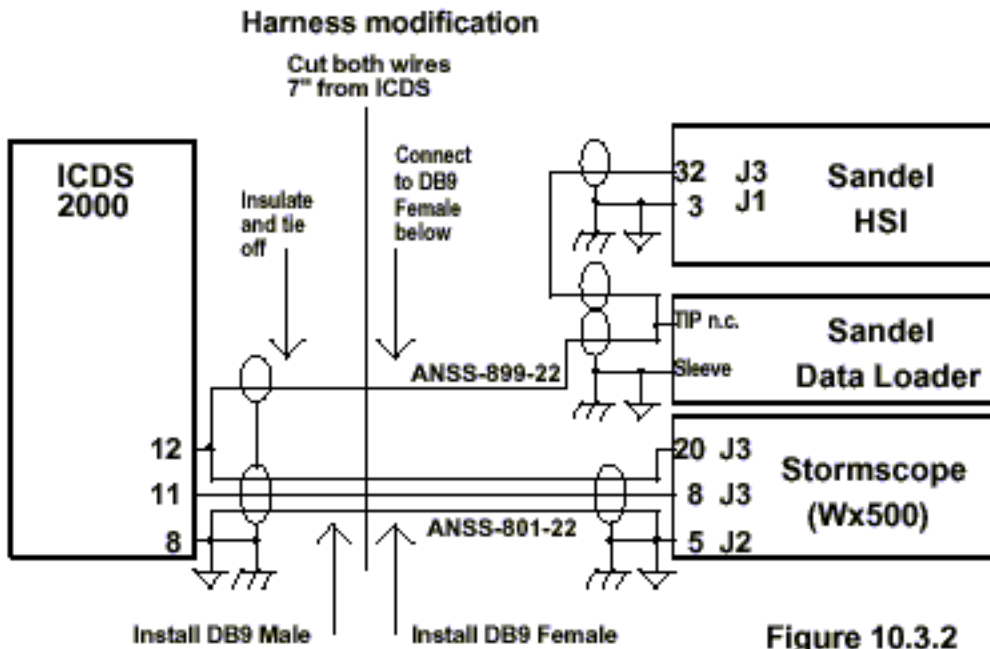 Harness modification
Cut both wires
7" from ICDS
ICDS
2000
Insulate
and tie
off
Connect
to DB9
Female
below
32 J3
3 J1
Sandel
HSI
TIP n.c.
Sleeve
Sandel
Data Loader
ANSS-899-22
12
11
8
20 J3
8 J3
5 J2
Stormscope
(Wx500)
ANSS-801-22
Install DB9 Male
Install DB9 Female
Figure 10.3.2